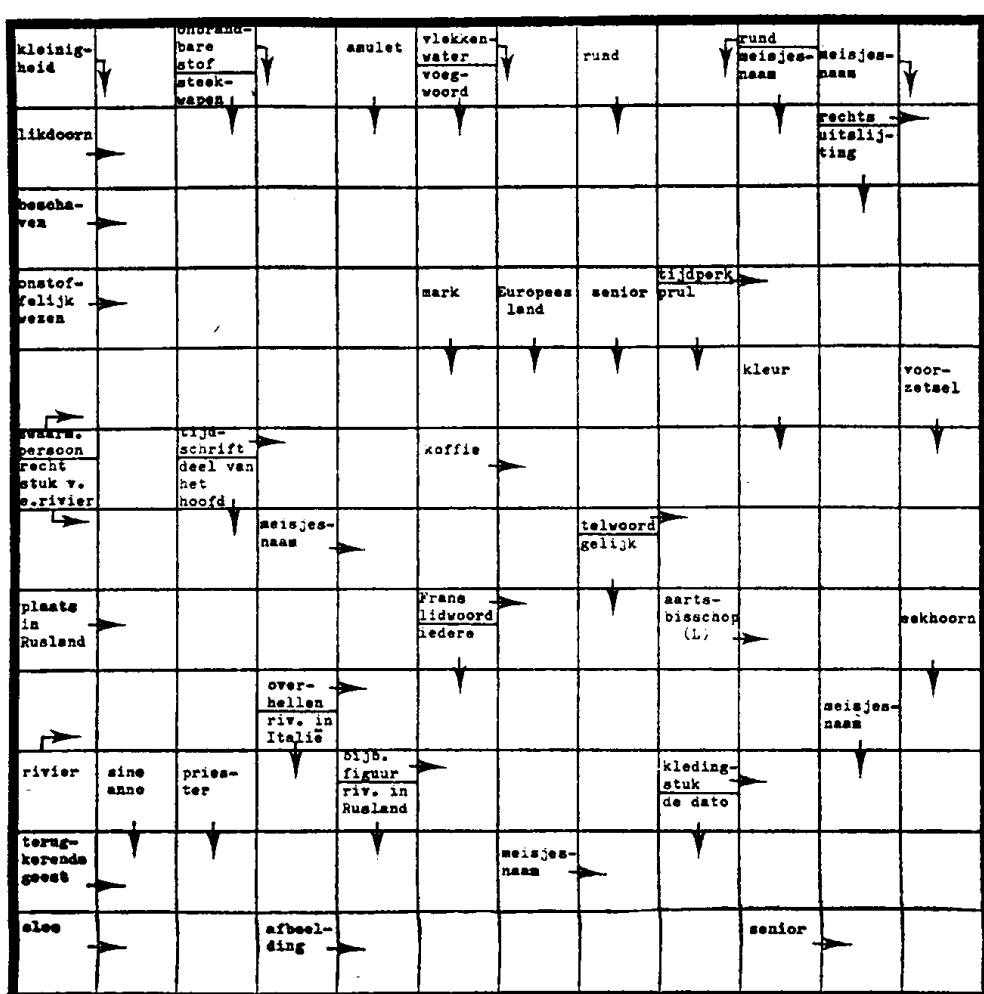 kleinig-
heid
onbrand-
bare
stof
steek-
wapen
amulet
vlekken-
water
voeg-
woord
rund
rund
meisjes-
naam
meisjes-
naam
likdoorn
rechts
uitslij-
ting
bescha-
ven
onstof-
felijk
wezen
mark
Europees
land
senior
tijdperk
prul
kleur
voor-
zetsel
zwaarm.
persoon
recht
stuk v.
e.rivier
tijd-
schrift
deel van
het
hoofd
koffie
meisjes-
naam
telwoord
gelijk
plaats
in
Rusland
Frans
lidwoord
iedere
aarts-
bisschop
(L)
eekhoorn
over-
hellen
riv. in
Italië
meisjes-
naam
rivier
sine
anno
pries-
ter
bijb.
figuur
riv. in
Rusland
kleding-
stuk
de dato
terug-
kerende
geest
meisjes-
naam
slee
afbeel-
ding
senior